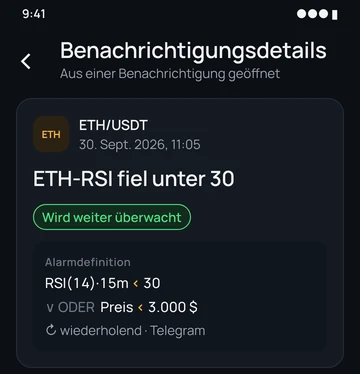 9:41
Benachrichtigungsdetails
Aus einer Benachrichtigung geöffnet
ETH
ETH/USDT
30. Sept. 2026, 11:05
ETH-RSI fiel unter 30
Wird weiter überwacht
Alarmdefinition
RSI(14)·15m < 30
∨ ODER Preis < 3.000 $
↻ wiederholend · Telegram